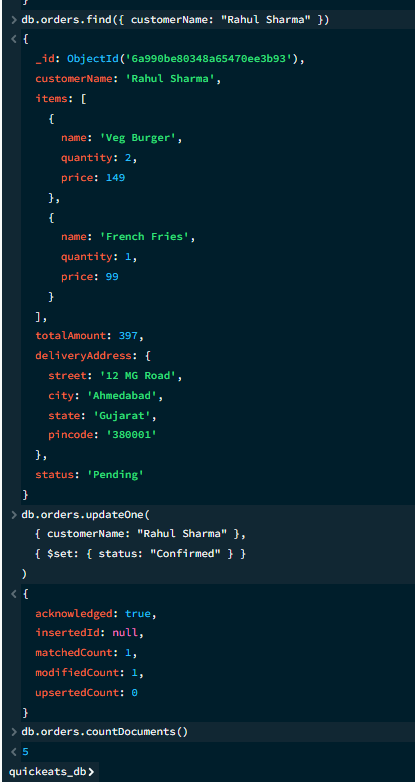 }
> db.orders.find({ customerName: "Rahul Sharma" })
< {
_id: ObjectId('6a990be80348a65470ee3b93'),
customerName: 'Rahul Sharma',
items: [
{
name: 'Veg Burger',
quantity: 2,
price: 149
},
{
name: 'French Fries',
quantity: 1,
price: 99
}
],
totalAmount: 397,
deliveryAddress: {
street: '12 MG Road',
city: 'Ahmedabad',
state: 'Gujarat',
pincode: '380001'
},
status: 'Pending'
}
> db.orders.updateOne(
{ customerName: "Rahul Sharma" },
{ $set: { status: "Confirmed" } }
)
< {
acknowledged: true,
insertedId: null,
matchedCount: 1,
modifiedCount: 1,
upsertedCount: 0
}
> db.orders.countDocuments()
< 5
quickeats_db>